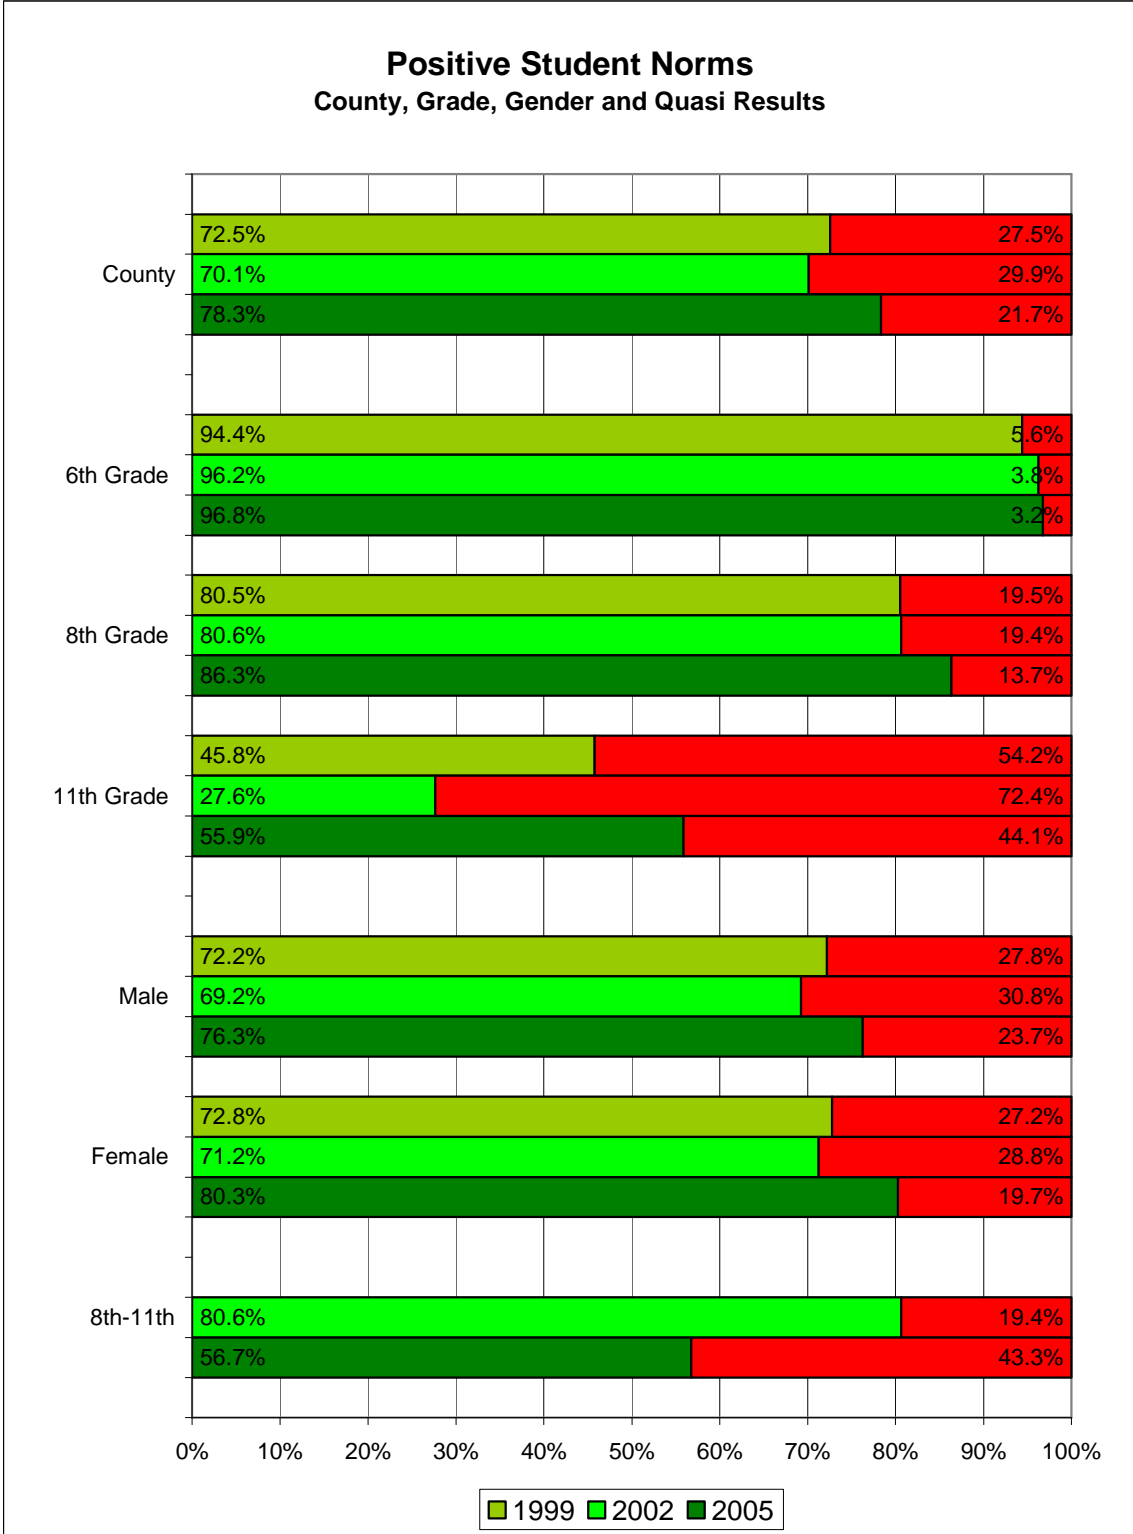 Positive Student Norms
County, Grade, Gender and Quasi Results
72.5% 27.5%
County 70.1% 29.9%
78.3% 21.7%
94.4% 5.6%
6th Grade 96.2% 3.8%
96.8% 3.2%
80.5% 19.5%
8th Grade 80.6% 19.4%
86.3% 13.7%
45.8% 54.2%
11th Grade 27.6% 72.4%
55.9% 44.1%
72.2% 27.8%
Male 69.2% 30.8%
76.3% 23.7%
72.8% 27.2%
Female 71.2% 28.8%
80.3% 19.7%
8th-11th 80.6% 19.4%
56.7% 43.3%
0% 10% 20% 30% 40% 50% 60% 70% 80% 90% 100%
1999 2002 2005